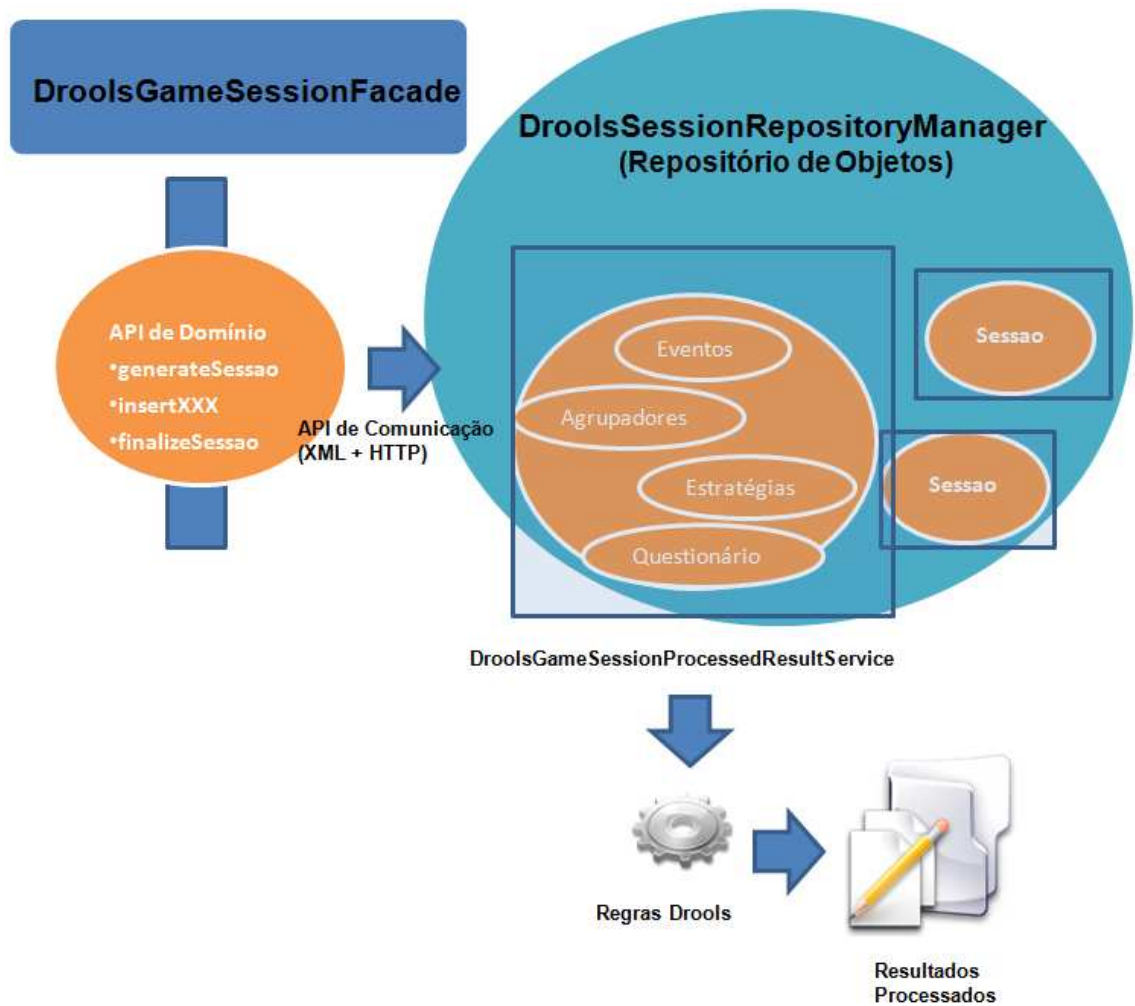 DroolsGameSessionFacade
DroolsSessionRepositoryManager
(Repositório de Objetos)
API de Domínio
•generateSessao
•insertXXX
•finalizeSessao
API de Comunicação
(XML + HTTP)
Eventos
Agrupadores
Estratégias
Questionário
Sessao
Sessao
DroolsGameSessionProcessedResultService
Regras Drools
Resultados
Processados